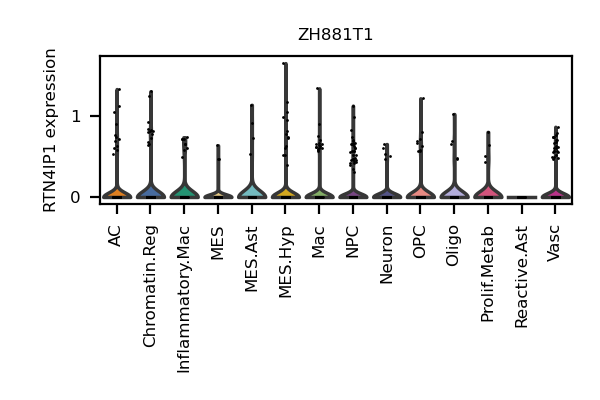 ZH881T1
RTN4IP1 expression
1
0
AC
Chromatin.Reg
Inflammatory.Mac
MES
MES.Ast
MES.Hyp
Mac
NPC
Neuron
OPC
Oligo
Prolif.Metab
Reactive.Ast
Vasc